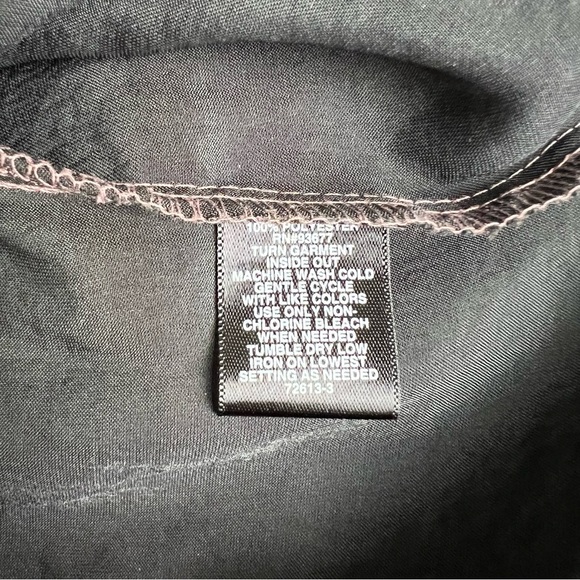 100% POLYESTER
RN#93677
TURN GARMENT
INSIDE OUT
MACHINE WASH COLD
GENTLE CYCLE
WITH LIKE COLORS
USE ONLY NON-
CHLORINE BLEACH
WHEN NEEDED
TUMBLE DRY LOW
IRON ON LOWEST
SETTING AS NEEDED
72613-3